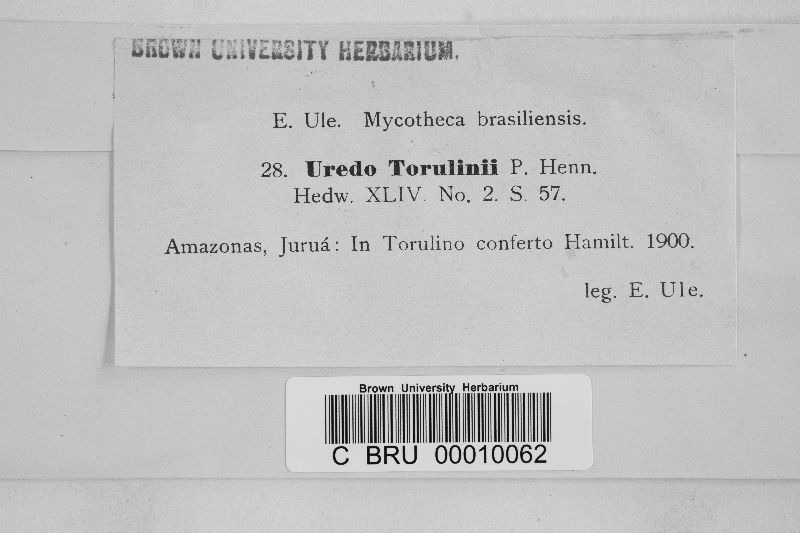 BROWN UNIVERSITY HERBARIUM.
E. Ule. Mycotheca brasiliensis.
28. Uredo Torulinii P. Henn.
Hedw. XLIV. No. 2. S. 57.
Amazonas, Juruá: In Torulino conferto Hamilt. 1900.
leg. E. Ule.
Brown University Herbarium
C BRU 00010062